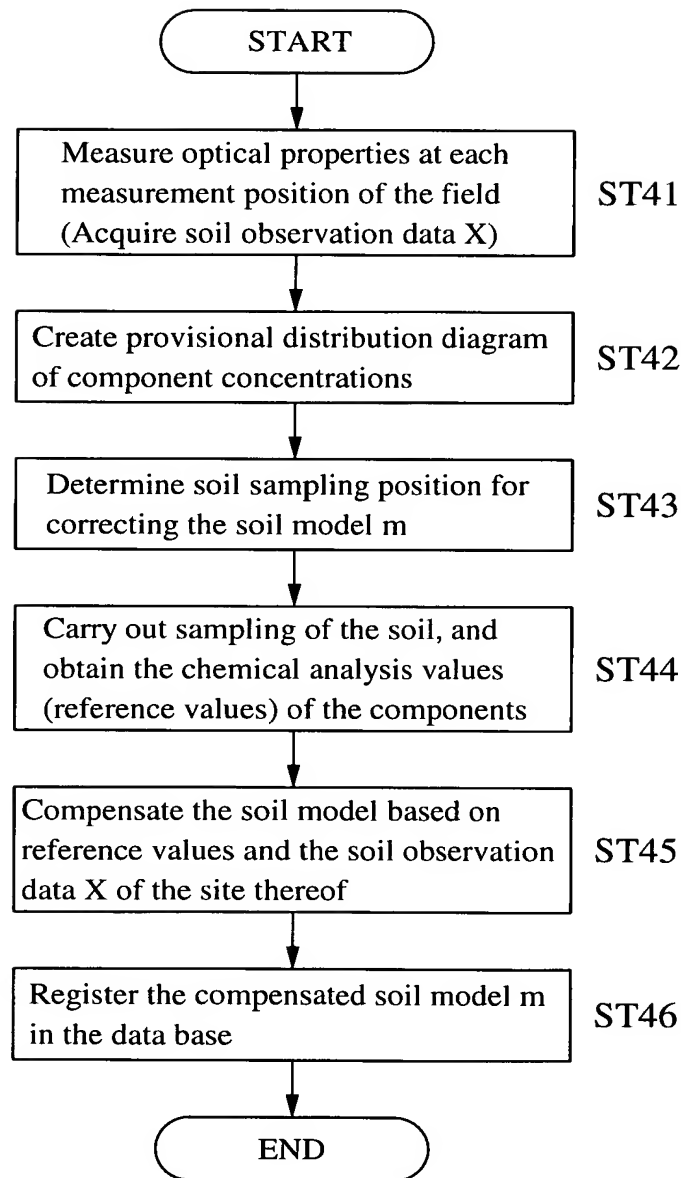 START
Measure optical properties at each
measurement position of the field
(Acquire soil observation data X)
ST41
Create provisional distribution diagram
of component concentrations
ST42
Determine soil sampling position for
correcting the soil model m
ST43
Carry out sampling of the soil, and
obtain the chemical analysis values
(reference values) of the components
ST44
Compensate the soil model based on
reference values and the soil observation
data X of the site thereof
ST45
Register the compensated soil model m
in the data base
ST46
END